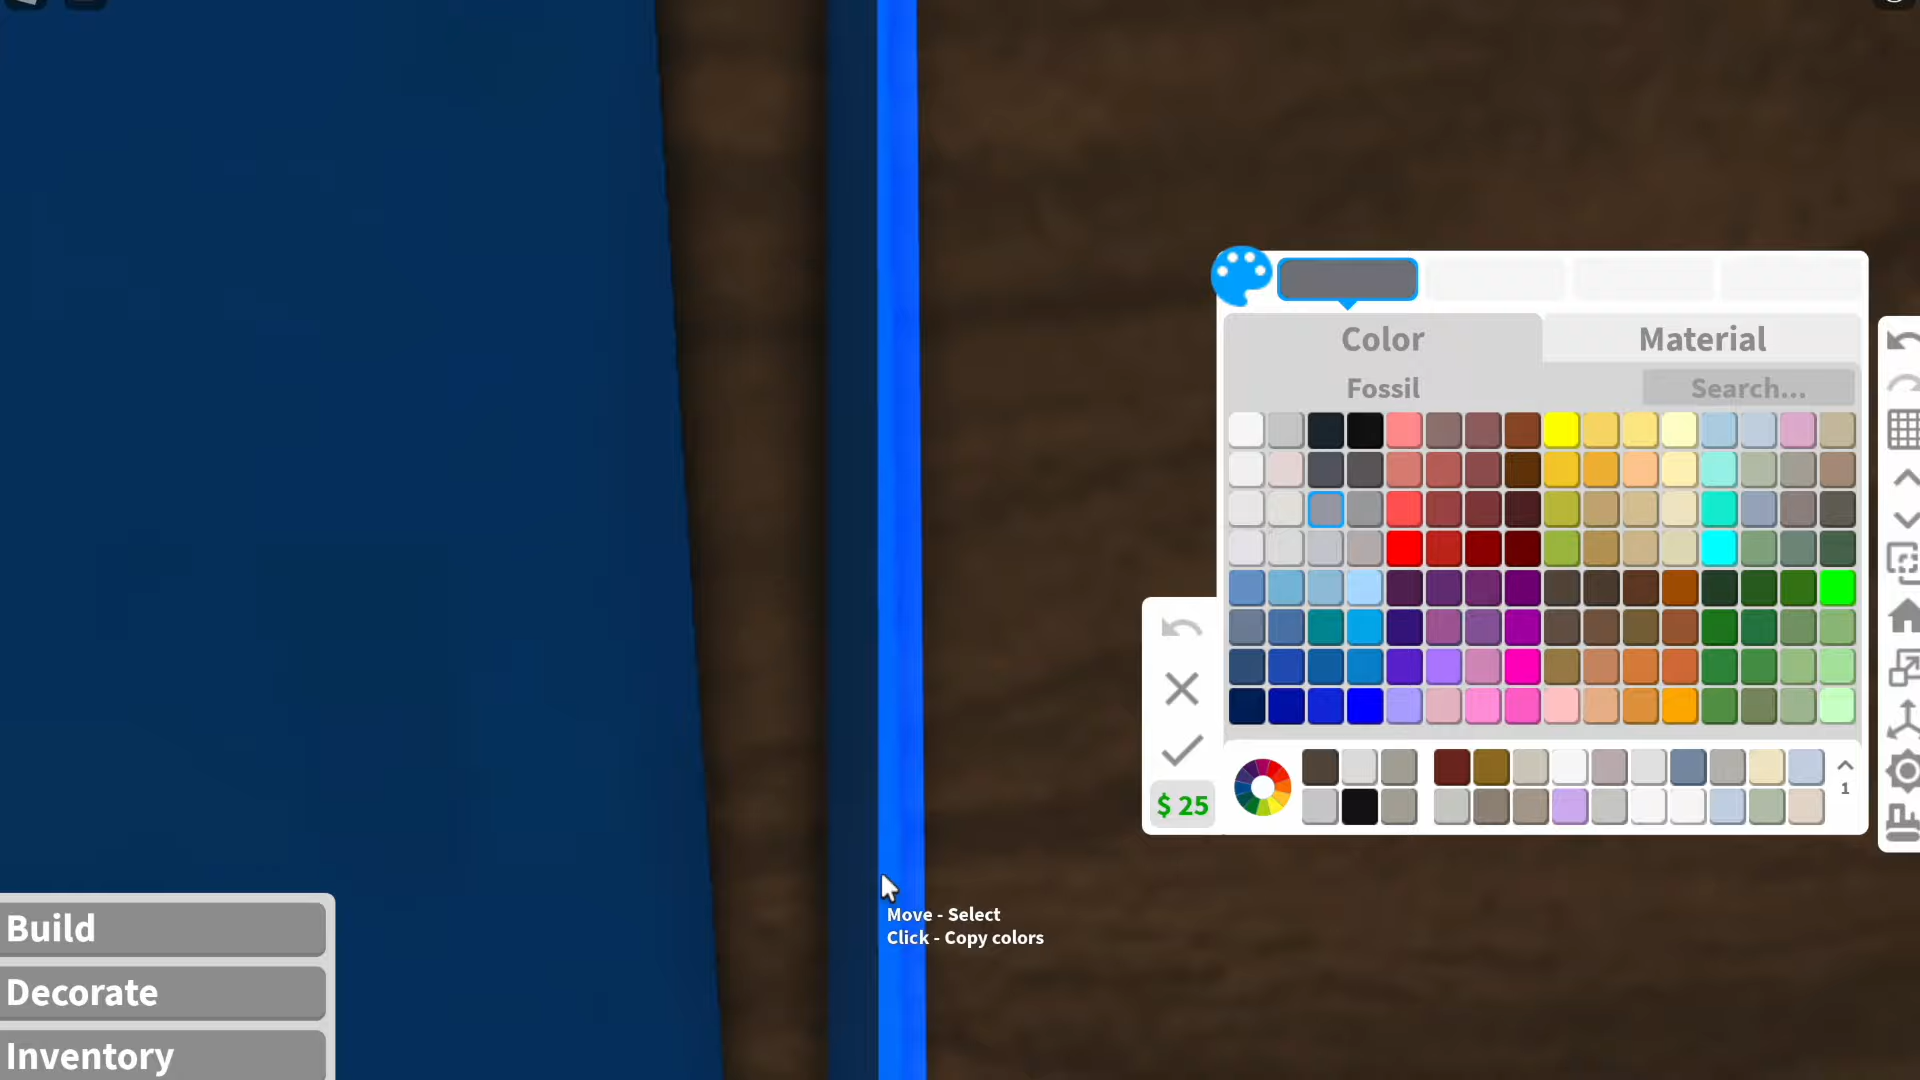 Color
Material
Fossil
Search...
$ 25
1
Move - Select
Click - Copy colors
Build
Decorate
Inventory